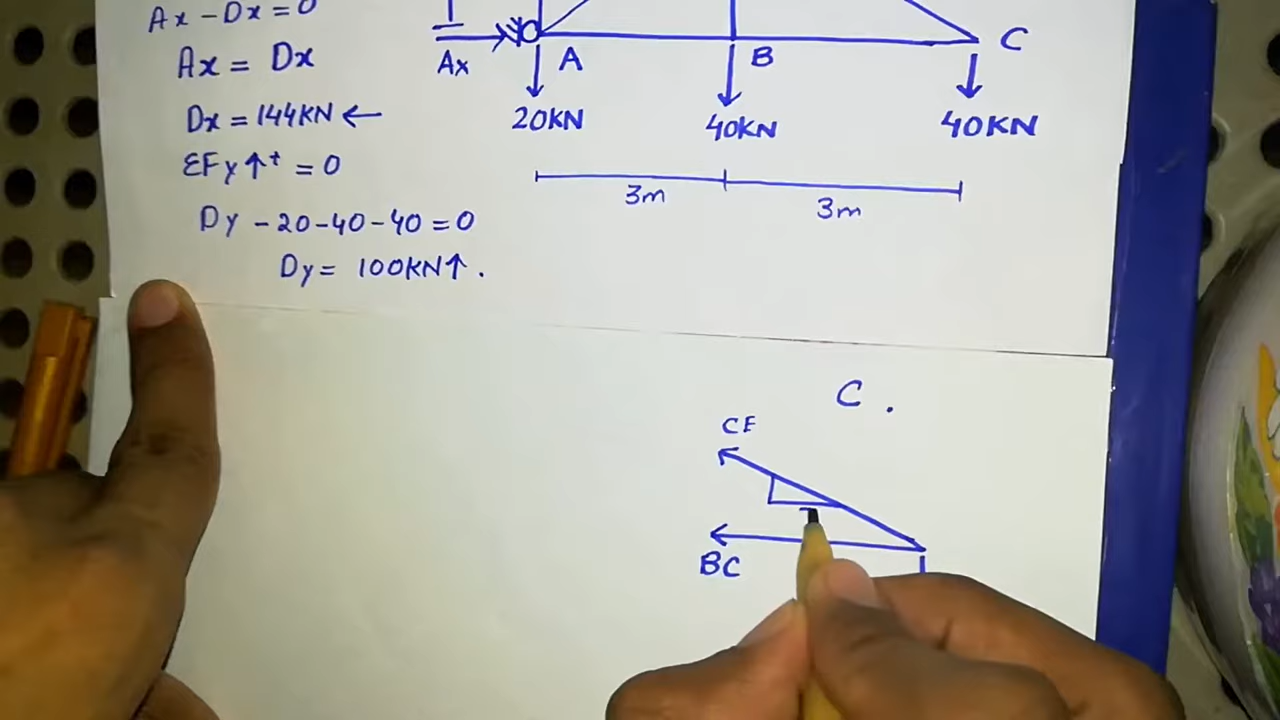 Ax - Dx = 0
Ax = Dx
Dx = 144KN ←
ΣFy↑+ = 0
Dy - 20 - 40 - 40 = 0
Dy = 100KN↑.
Ax
A
B
C
20KN
40KN
40KN
3m
3m
C.
CE
BC